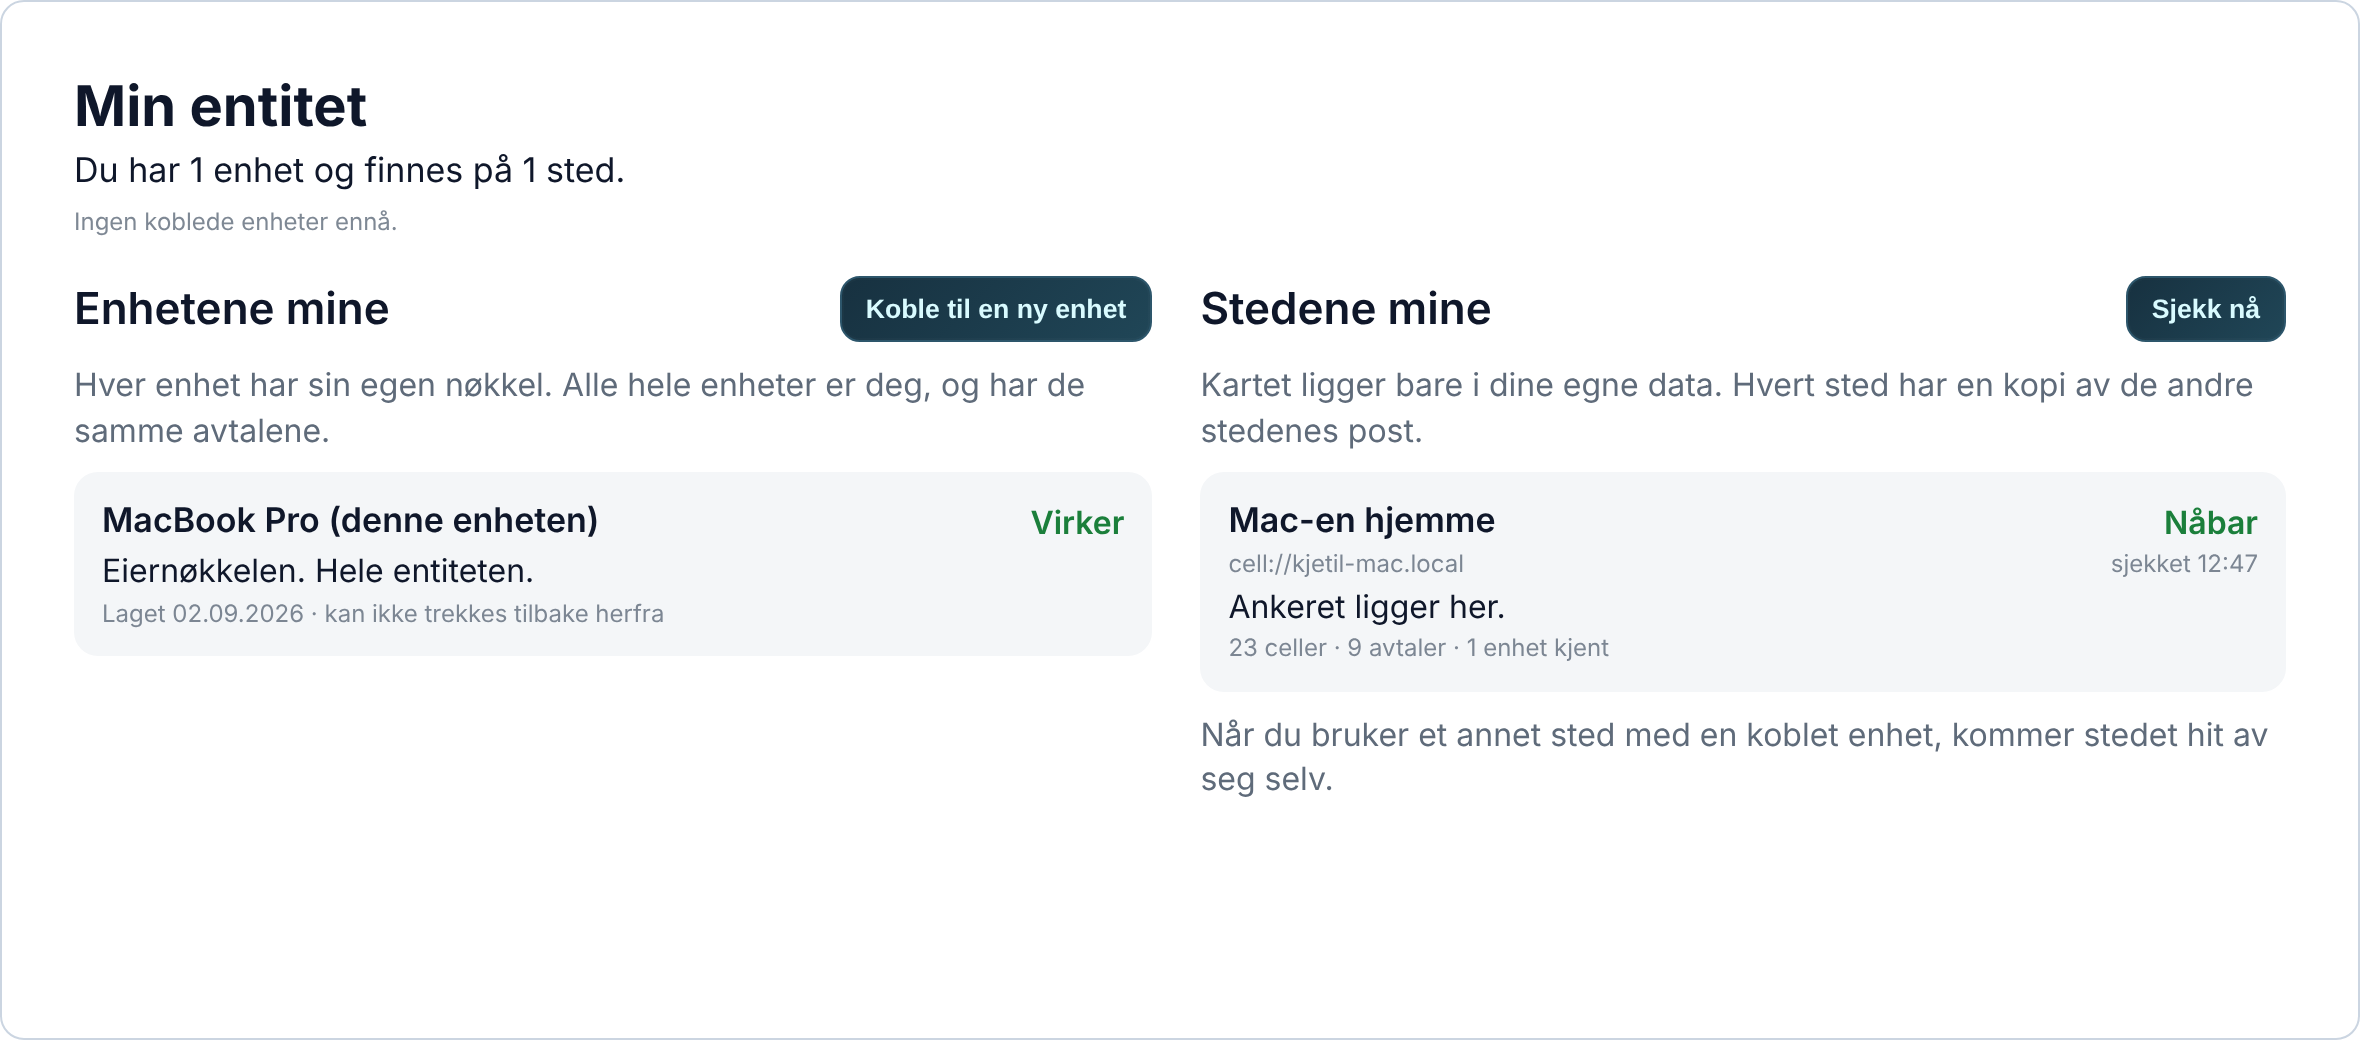 Min entitet
Du har 1 enhet og finnes på 1 sted.
Ingen koblede enheter ennå.
Enhetene mine
Koble til en ny enhet
Hver enhet har sin egen nøkkel. Alle hele enheter er deg, og har de
samme avtalene.
MacBook Pro (denne enheten)
Virker
Eiernøkkelen. Hele entiteten.
Laget 02.09.2026 · kan ikke trekkes tilbake herfra
Stedene mine
Sjekk nå
Kartet ligger bare i dine egne data. Hvert sted har en kopi av de andre
stedenes post.
Mac-en hjemme
Nåbar
cell://kjetil-mac.local
sjekket 12:47
Ankeret ligger her.
23 celler · 9 avtaler · 1 enhet kjent
Når du bruker et annet sted med en koblet enhet, kommer stedet hit av
seg selv.